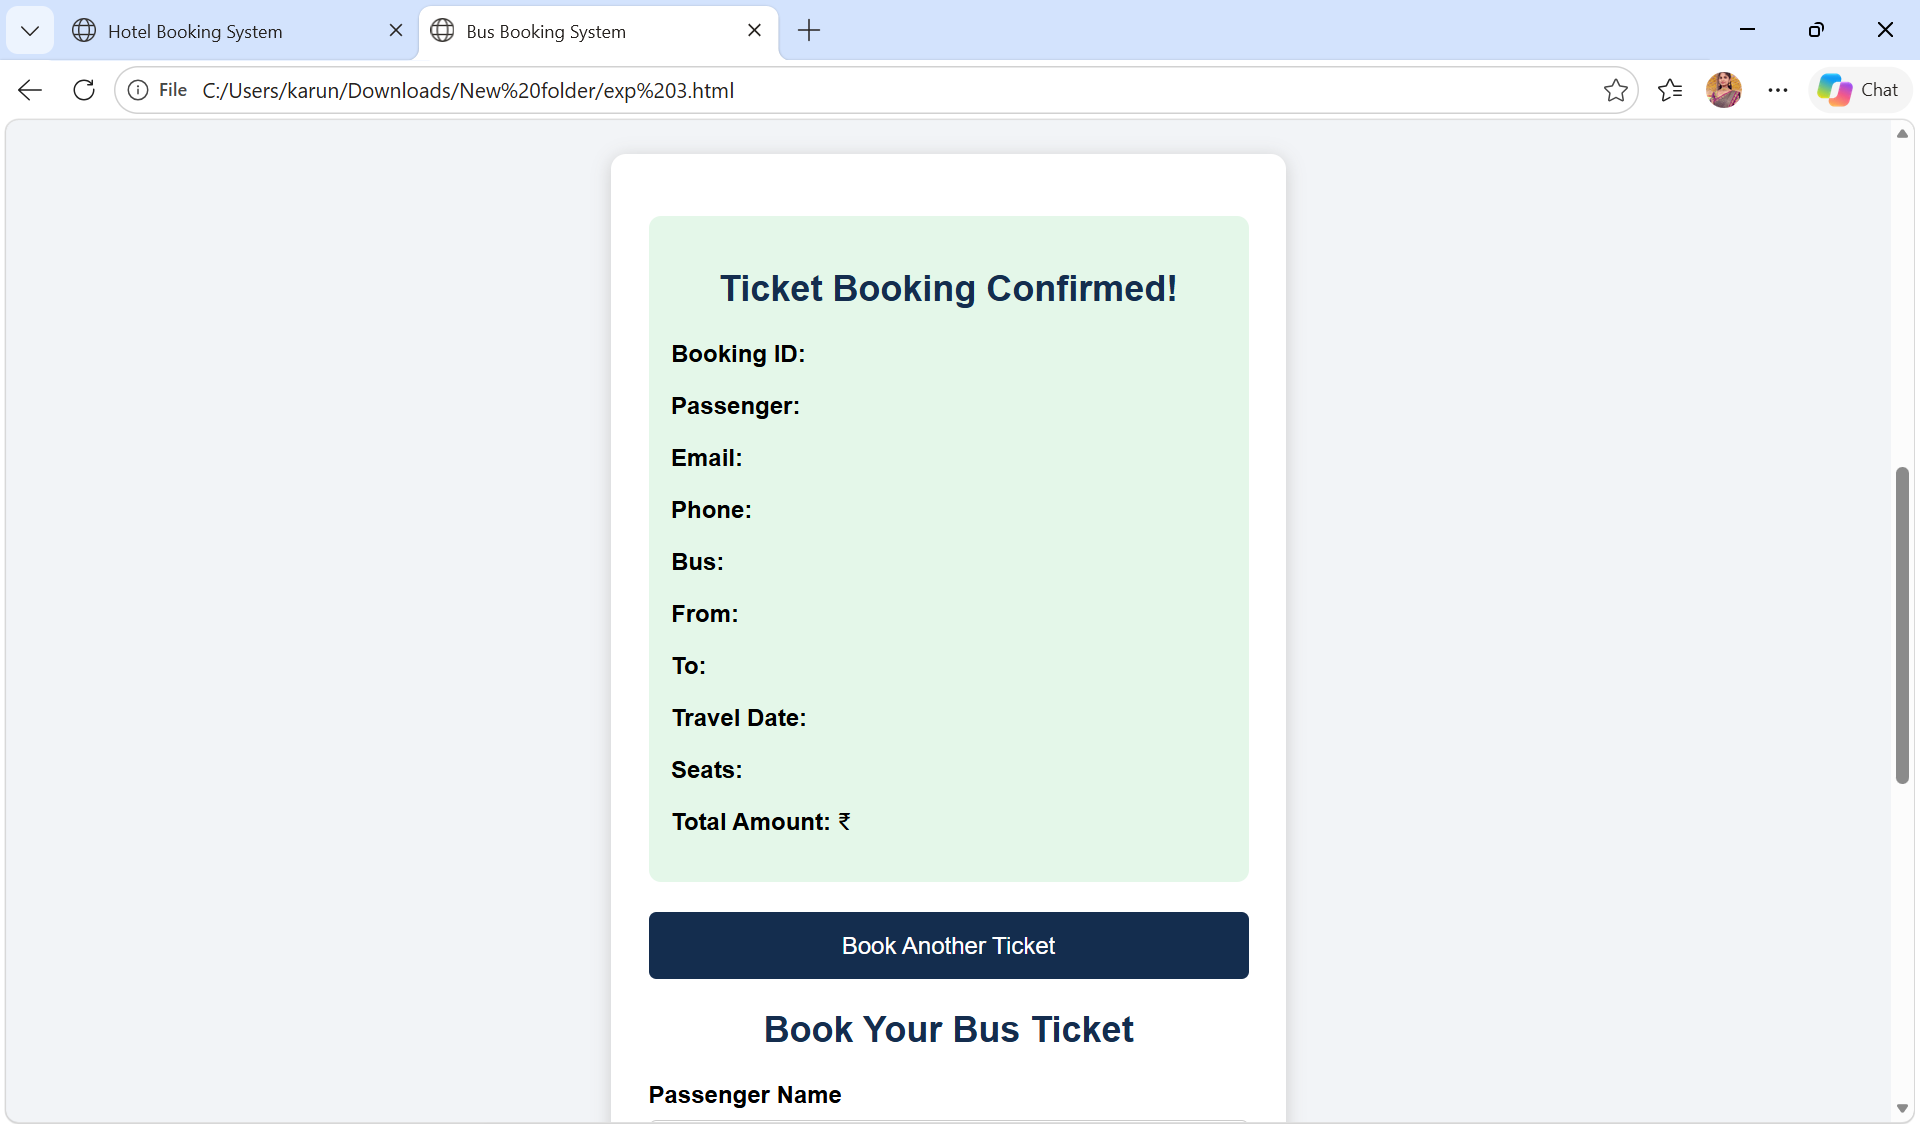 Hotel Booking System
Bus Booking System
File C:/Users/karun/Downloads/New%20folder/exp%203.html
Chat
Ticket Booking Confirmed!
Booking ID:
Passenger:
Email:
Phone:
Bus:
From:
To:
Travel Date:
Seats:
Total Amount: ₹
Book Another Ticket
Book Your Bus Ticket
Passenger Name